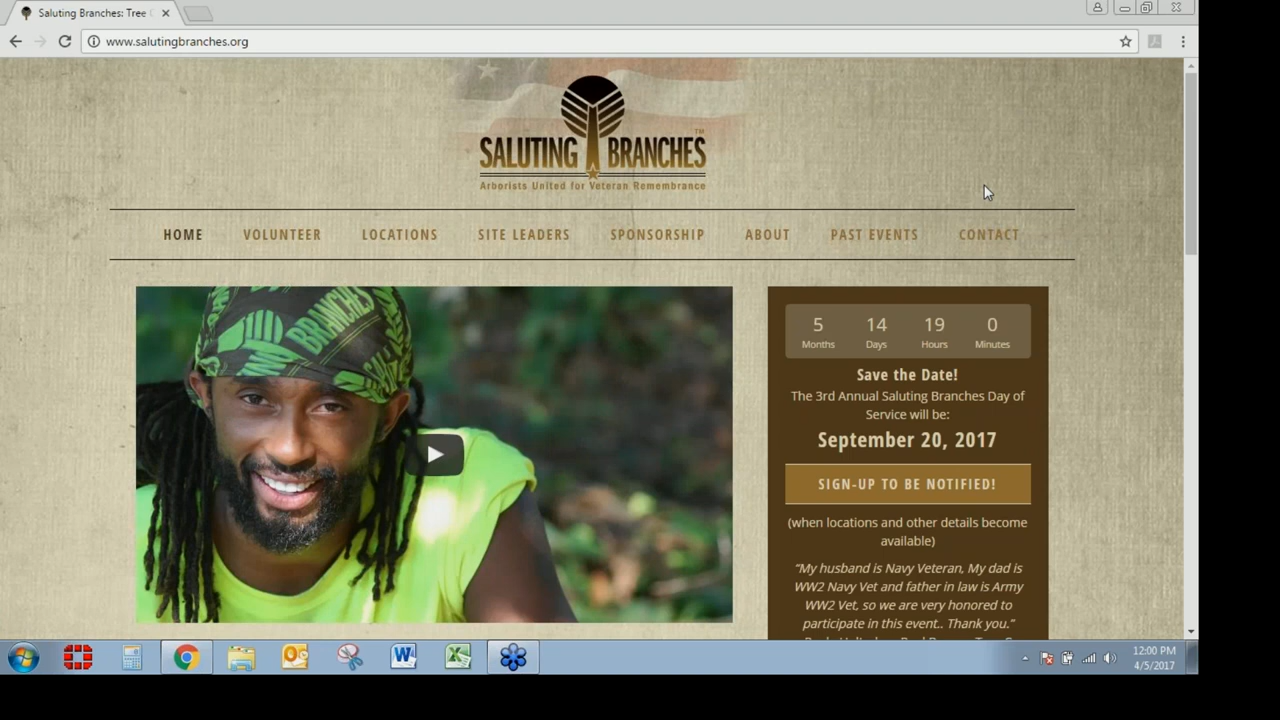 Saluting Branches: Tree
www.salutingbranches.org
SALUTING BRANCHES™
Arborists United for Veteran Remembrance
HOME VOLUNTEER LOCATIONS SITE LEADERS SPONSORSHIP ABOUT PAST EVENTS CONTACT
BRANCHES
5 14 19 0
Months Days Hours Minutes
Save the Date!
The 3rd Annual Saluting Branches Day of
Service will be:
September 20, 2017
SIGN-UP TO BE NOTIFIED!
(when locations and other details become
available)
“My husband is Navy Veteran, My dad is
WW2 Navy Vet and father in law is Army
WW2 Vet, so we are very honored to
participate in this event.. Thank you.”
12:00 PM
4/5/2017